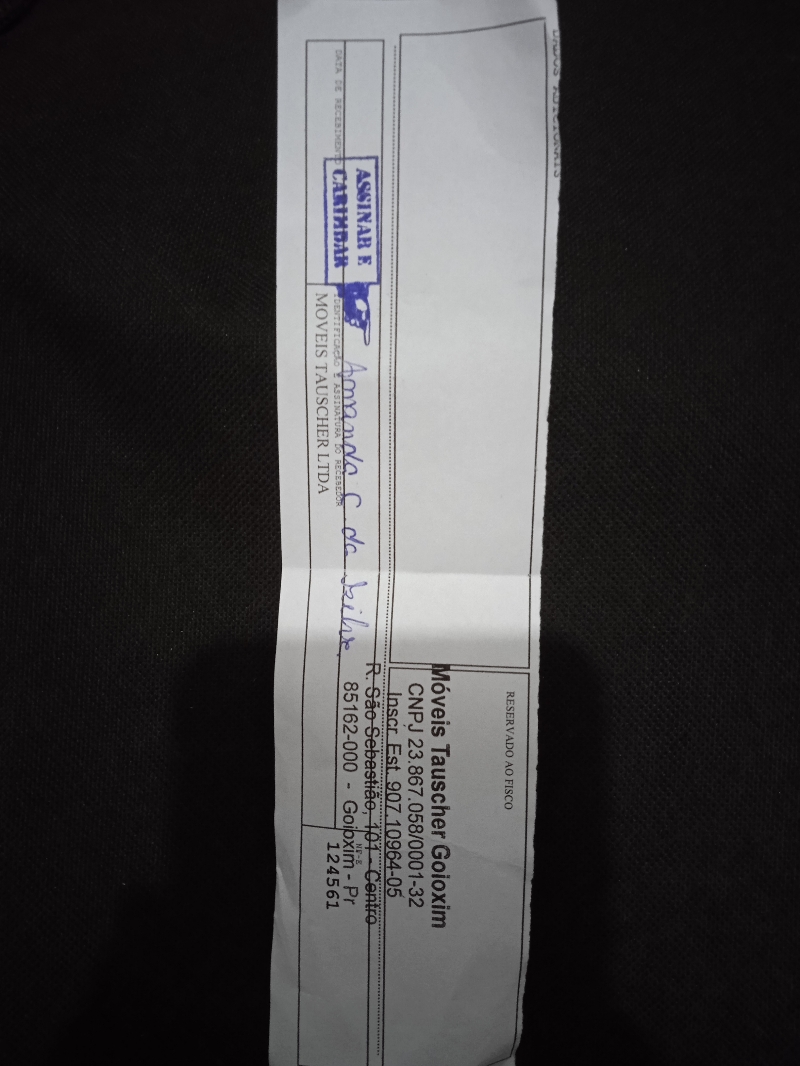 DADOS ADICIONAIS
RESERVADO AO FISCO
Móveis Tauscher Goioxim
CNPJ 23.867.058/0001-32
Inscr. Est. 907.10964-05
R. São Sebastião, 101 - Centro
85162-000 - Goioxim - Pr
ASSINAR E
CARIMBAR
Amanda C. da Silva
DATA DE RECEBIMENTO
IDENTIFICAÇÃO E ASSINATURA DO RECEBEDOR
NF-E
MOVEIS TAUSCHER LTDA
124561